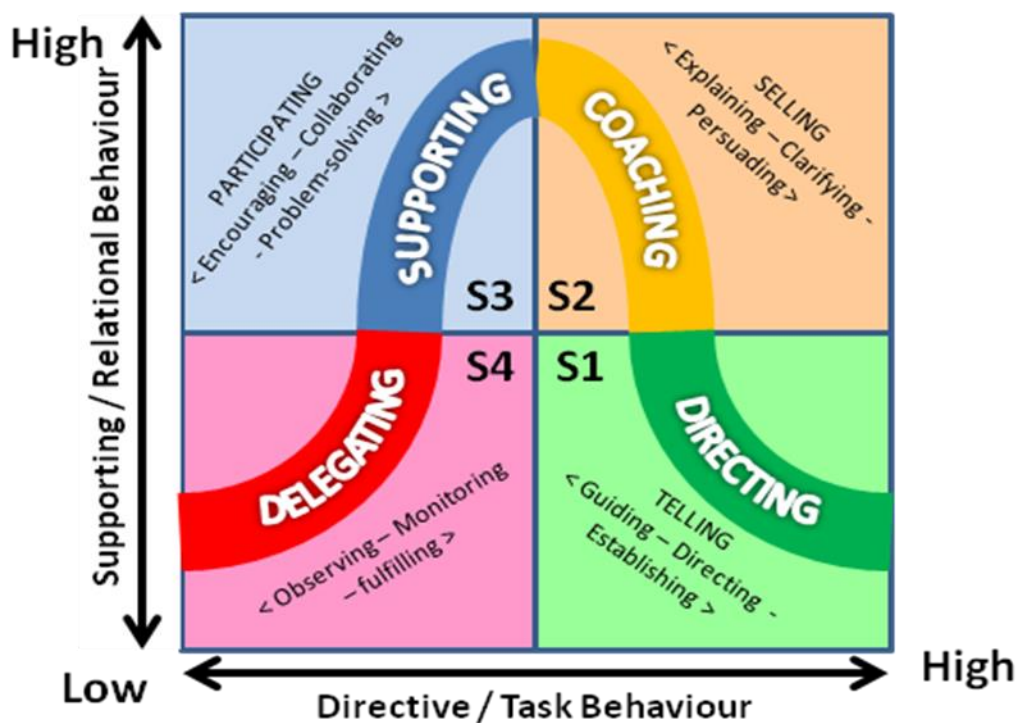 High
Supporting / Relational Behaviour
PARTICIPATING
< Encouraging – Collaborating
- Problem-solving >
SUPPORTING
S3
COACHING
SELLING
< Explaining – Clarifying -
Persuading >
S2
DELEGATING
S4
< Observing – Monitoring
– fulfilling >
S1
DIRECTING
TELLING
< Guiding – Directing -
Establishing >
Low
Directive / Task Behaviour
High